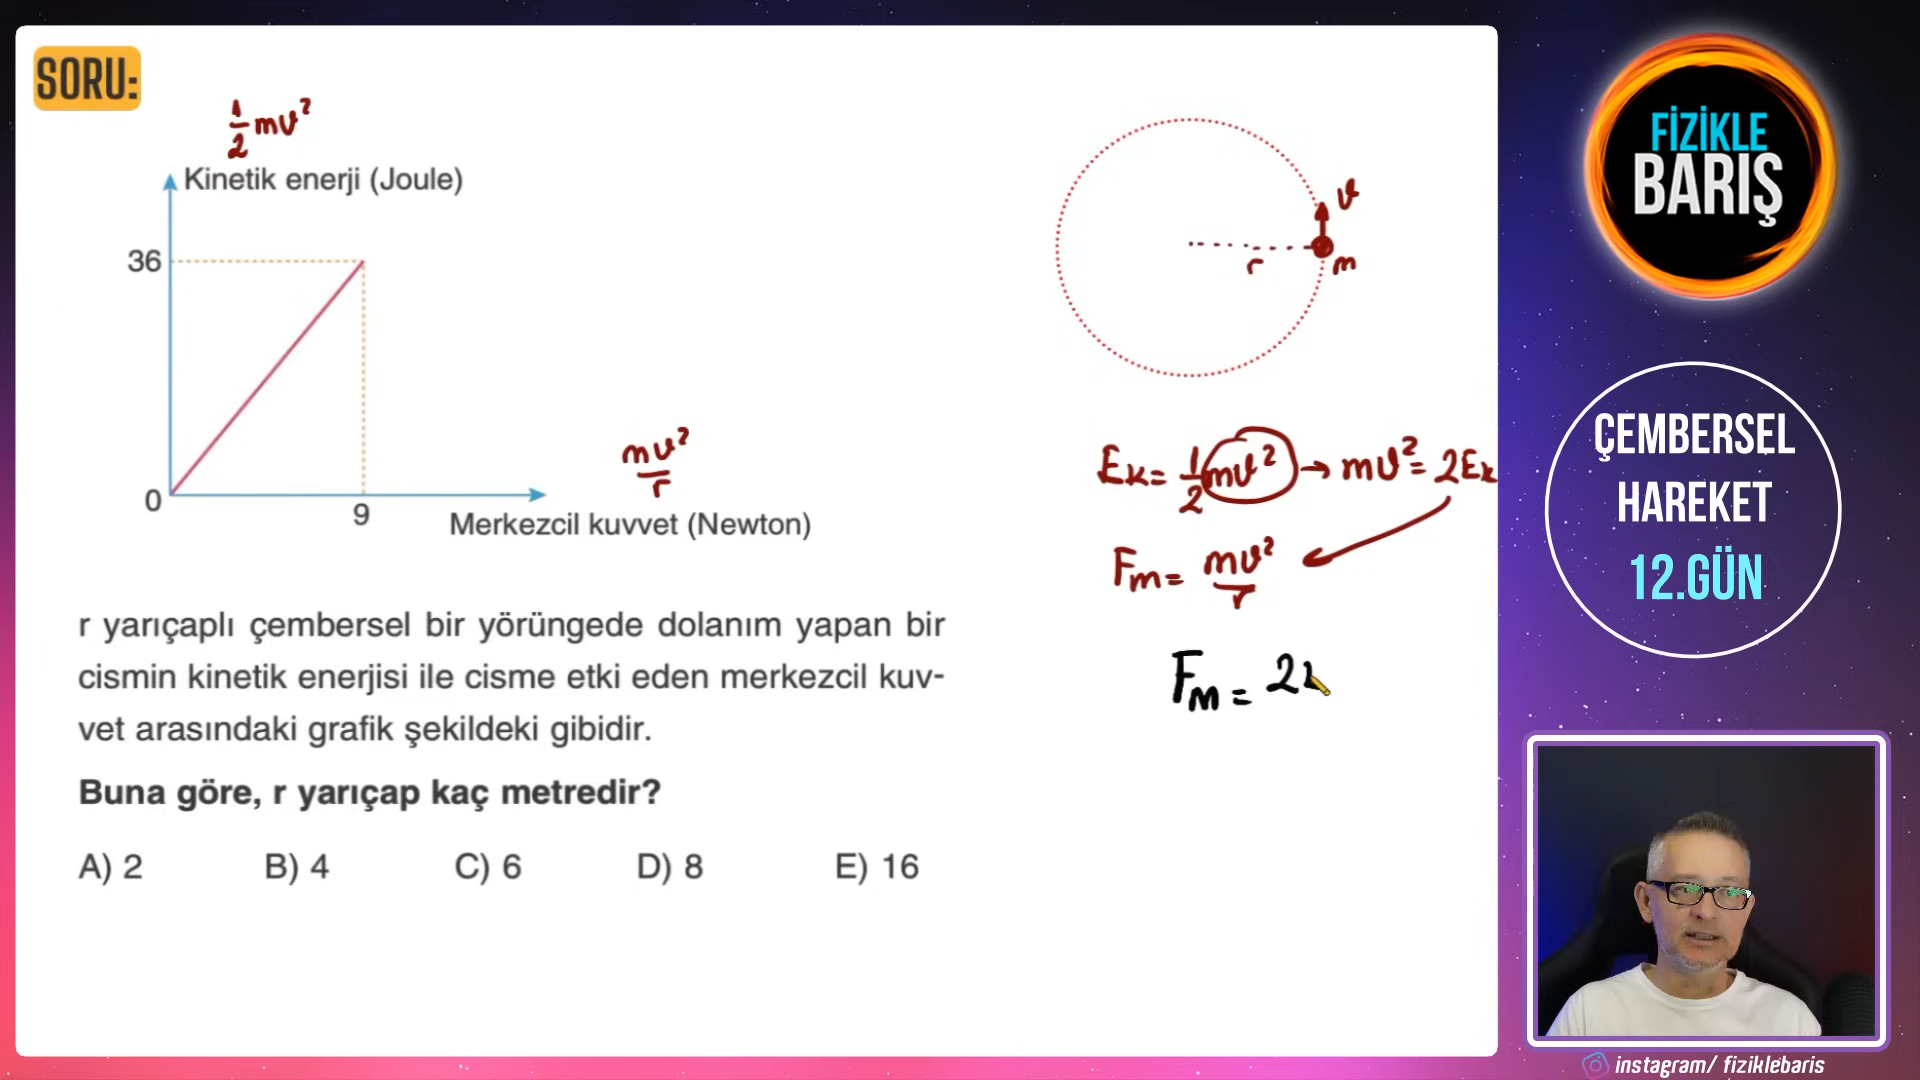 SORU:
1/2 mv²
Kinetik enerji (Joule)
36
0
9
mv²/r
Merkezcil kuvvet (Newton)
r yarıçaplı çembersel bir yörüngede dolanım yapan bir
cismin kinetik enerjisi ile cisme etki eden merkezcil kuv-
vet arasındaki grafik şekildeki gibidir.
Buna göre, r yarıçap kaç metredir?
A) 2 B) 4 C) 6 D) 8 E) 16
v
r
m
Ek = 1/2 mv² → mv² = 2Ek
Fm = mv²/r
Fm = 2
FİZİKLE
BARIŞ
ÇEMBERSEL
HAREKET
12.GÜN
instagram/ fiziklebaris